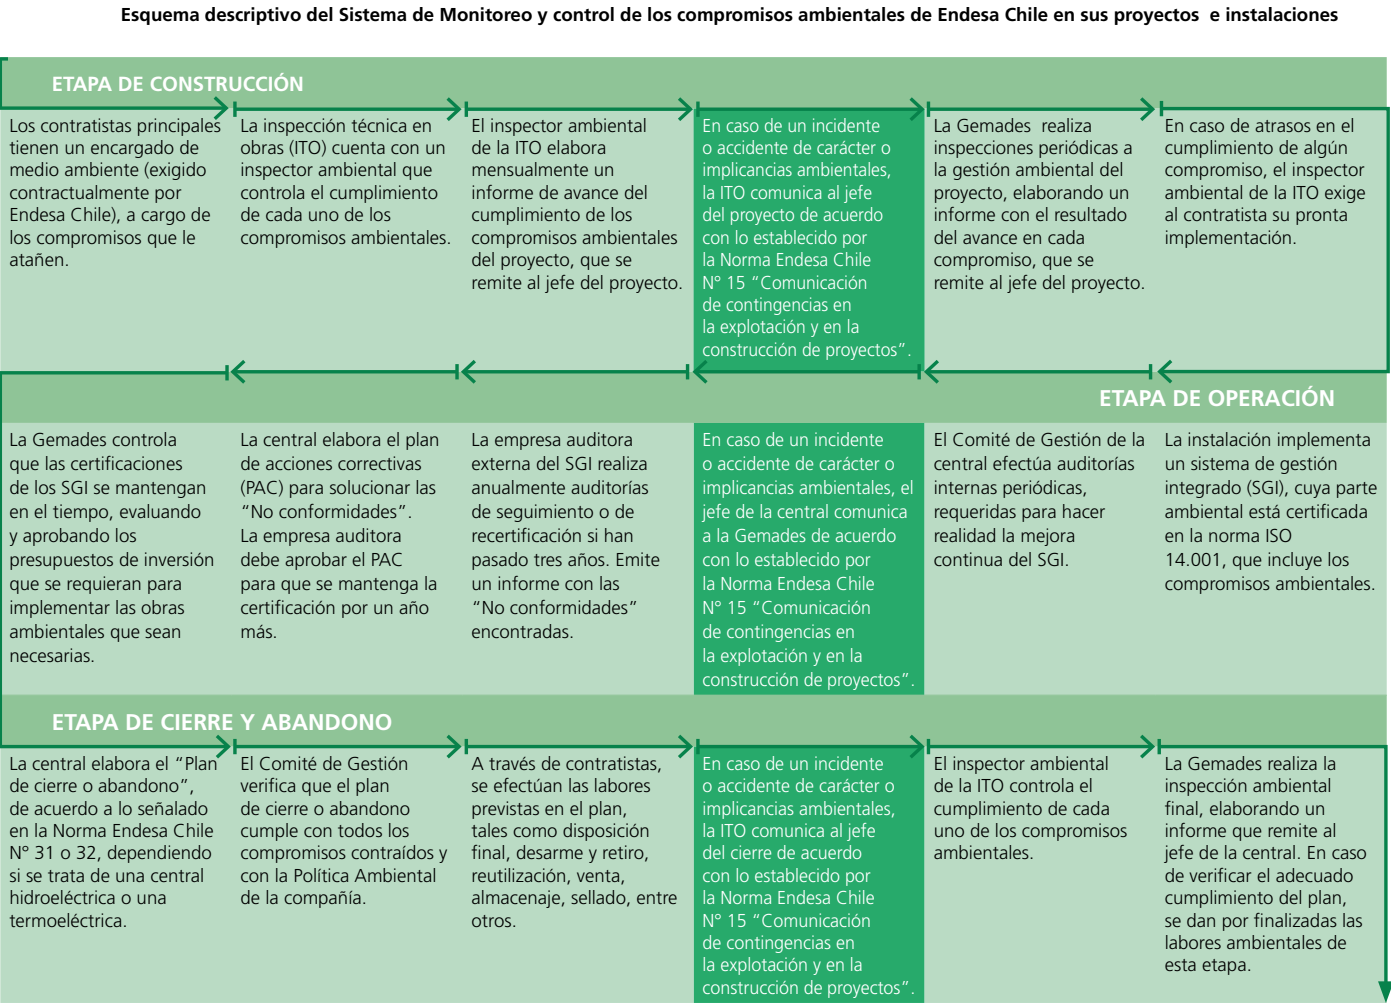 Esquema descriptivo del Sistema de Monitoreo y control de los compromisos ambientales de Endesa Chile en sus proyectos e instalaciones
ETAPA DE CONSTRUCCIÓN
Los contratistas principales
tienen un encargado de
medio ambiente (exigido
contractualmente por
Endesa Chile), a cargo de
los compromisos que le
atañen.
La inspección técnica en
obras (ITO) cuenta con un
inspector ambiental que
controla el cumplimiento
de cada uno de los
compromisos ambientales.
El inspector ambiental
de la ITO elabora
mensualmente un
informe de avance del
cumplimiento de los
compromisos ambientales
del proyecto, que se
remite al jefe del proyecto.
En caso de un incidente
o accidente de carácter o
implicancias ambientales,
la ITO comunica al jefe
del proyecto de acuerdo
con lo establecido por
la Norma Endesa Chile
Nº 15 “Comunicación
de contingencias en
la explotación y en la
construcción de proyectos”.
La Gemades realiza
inspecciones periódicas a
la gestión ambiental del
proyecto, elaborando un
informe con el resultado
del avance en cada
compromiso, que se
remite al jefe del proyecto.
En caso de atrasos en el
cumplimiento de algún
compromiso, el inspector
ambiental de la ITO exige
al contratista su pronta
implementación.
ETAPA DE OPERACIÓN
La instalación implementa
un sistema de gestión
integrado (SGI), cuya parte
ambiental está certificada
en la norma ISO
14.001, que incluye los
compromisos ambientales.
El Comité de Gestión de la
central efectúa auditorías
internas periódicas,
requeridas para hacer
realidad la mejora
continua del SGI.
En caso de un incidente
o accidente de carácter o
implicancias ambientales, el
jefe de la central comunica
a la Gemades de acuerdo
con lo establecido por
la Norma Endesa Chile
Nº 15 “Comunicación
de contingencias en
la explotación y en la
construcción de proyectos”.
La empresa auditora
externa del SGI realiza
anualmente auditorías
de seguimiento o de
recertificación si han
pasado tres años. Emite
un informe con las
“No conformidades”
encontradas.
La central elabora el plan
de acciones correctivas
(PAC) para solucionar las
“No conformidades”.
La empresa auditora
debe aprobar el PAC
para que se mantenga la
certificación por un año
más.
La Gemades controla
que las certificaciones
de los SGI se mantengan
en el tiempo, evaluando
y aprobando los
presupuestos de inversión
que se requieran para
implementar las obras
ambientales que sean
necesarias.
ETAPA DE CIERRE Y ABANDONO
La central elabora el “Plan
de cierre o abandono”,
de acuerdo a lo señalado
en la Norma Endesa Chile
Nº 31 o 32, dependiendo
si se trata de una central
hidroeléctrica o una
termoeléctrica.
El Comité de Gestión
verifica que el plan
de cierre o abandono
cumple con todos los
compromisos contraídos y
con la Política Ambiental
de la compañía.
A través de contratistas,
se efectúan las labores
previstas en el plan,
tales como disposición
final, desarme y retiro,
reutilización, venta,
almacenaje, sellado, entre
otros.
En caso de un incidente
o accidente de carácter o
implicancias ambientales,
la ITO comunica al jefe
del cierre de acuerdo
con lo establecido por
la Norma Endesa Chile
Nº 15 “Comunicación
de contingencias en
la explotación y en la
construcción de proyectos”.
El inspector ambiental
de la ITO controla el
cumplimiento de cada
uno de los compromisos
ambientales.
La Gemades realiza la
inspección ambiental
final, elaborando un
informe que remite al
jefe de la central. En caso
de verificar el adecuado
cumplimiento del plan,
se dan por finalizadas las
labores ambientales de
esta etapa.